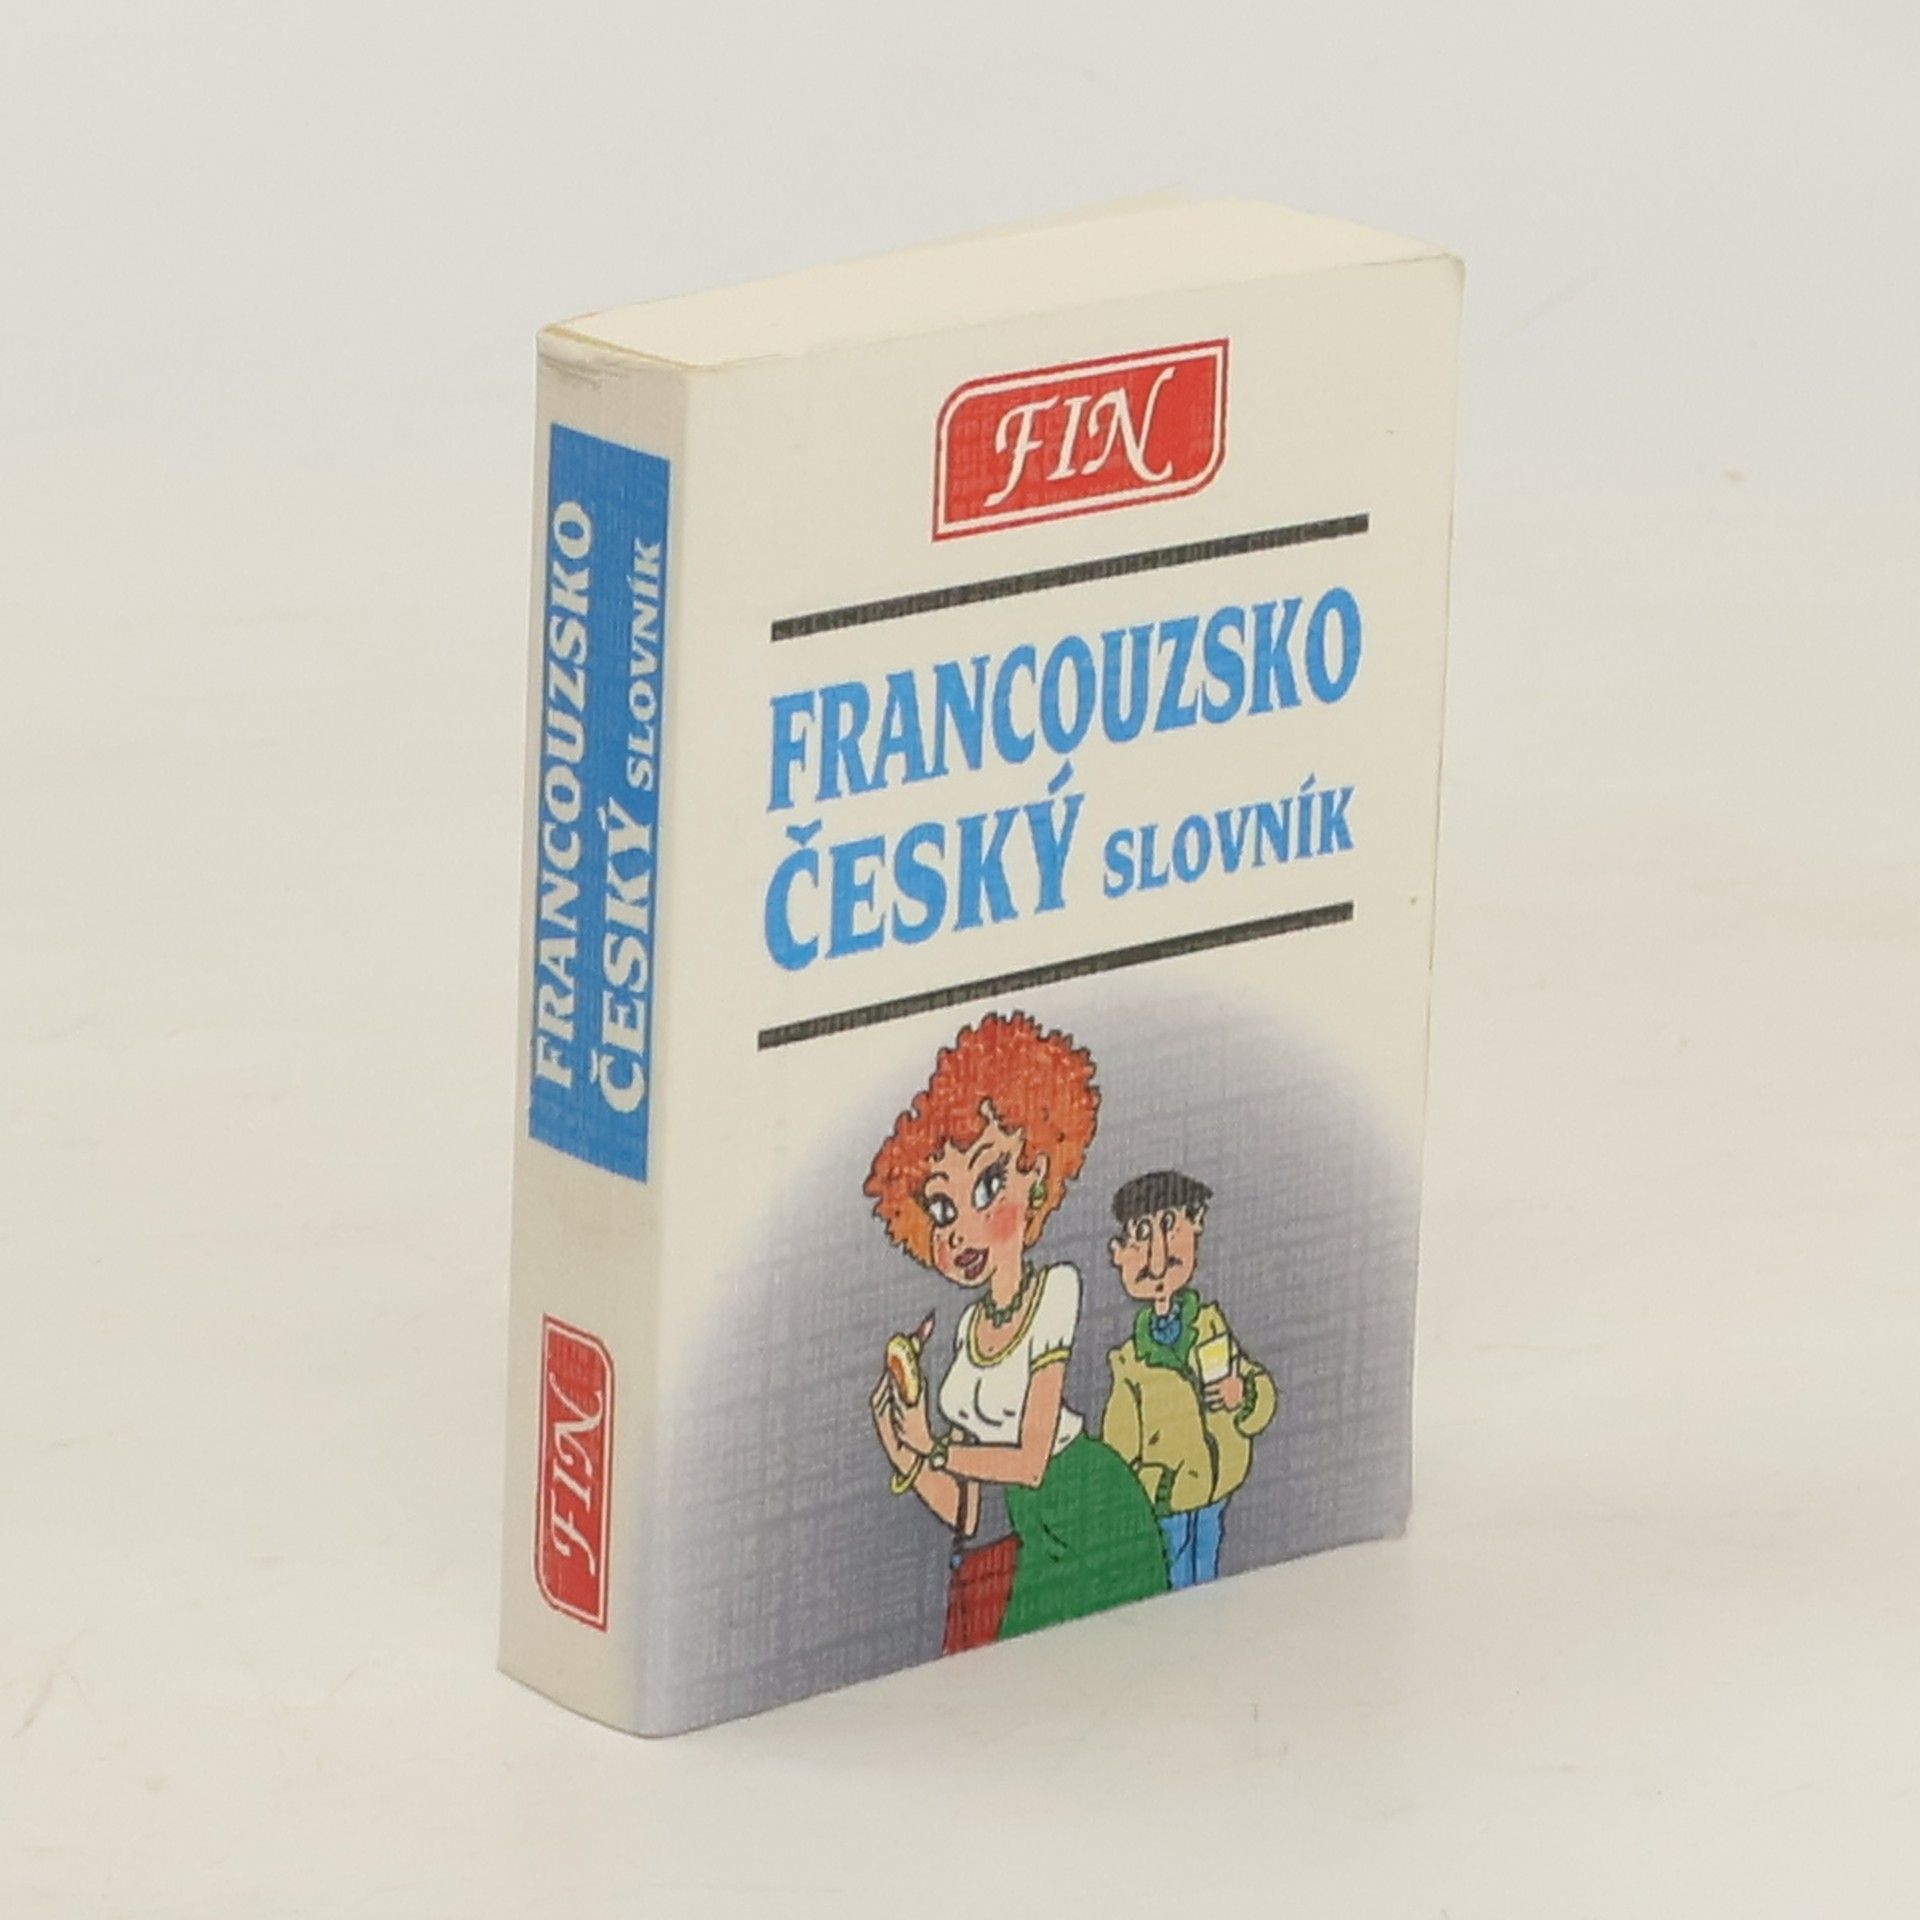 FIN
FRANCOUZSKO
ČESKÝ SLOVNÍK
FRANCOUZSKO
ČESKÝ SLOVNÍK
FIN